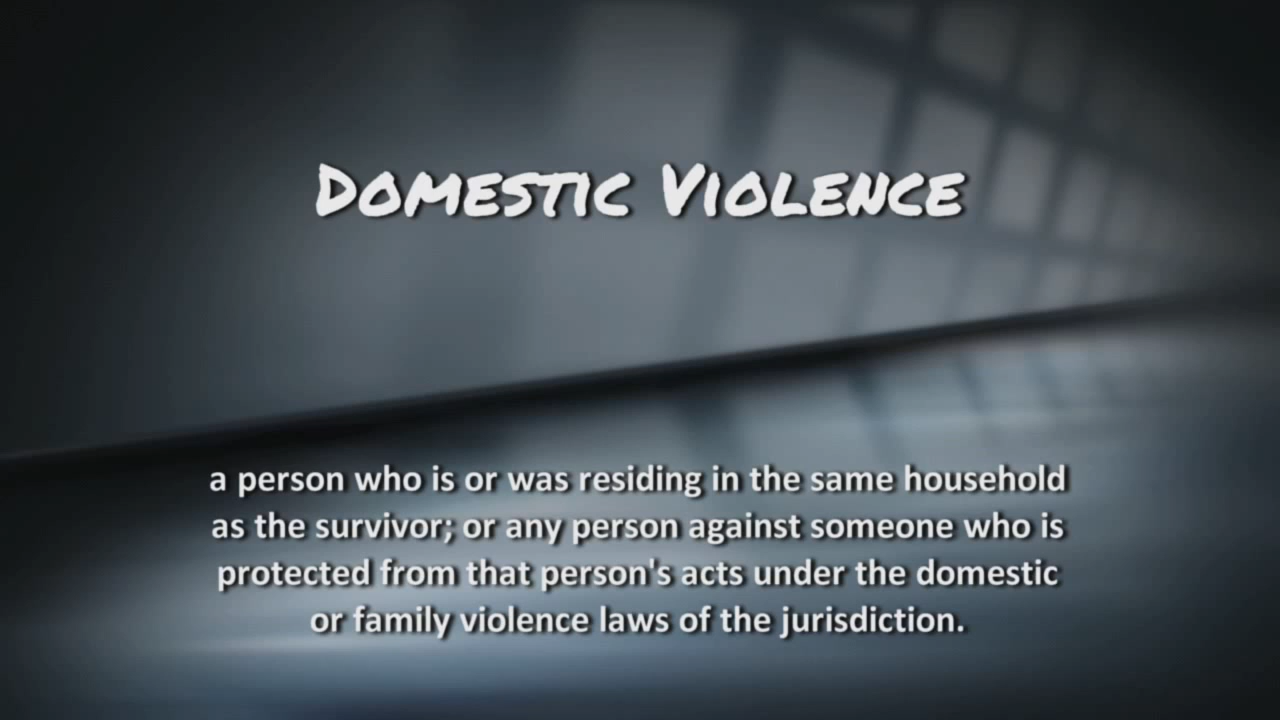 Domestic Violence
a person who is or was residing in the same household
as the survivor; or any person against someone who is
protected from that person's acts under the domestic
or family violence laws of the jurisdiction.